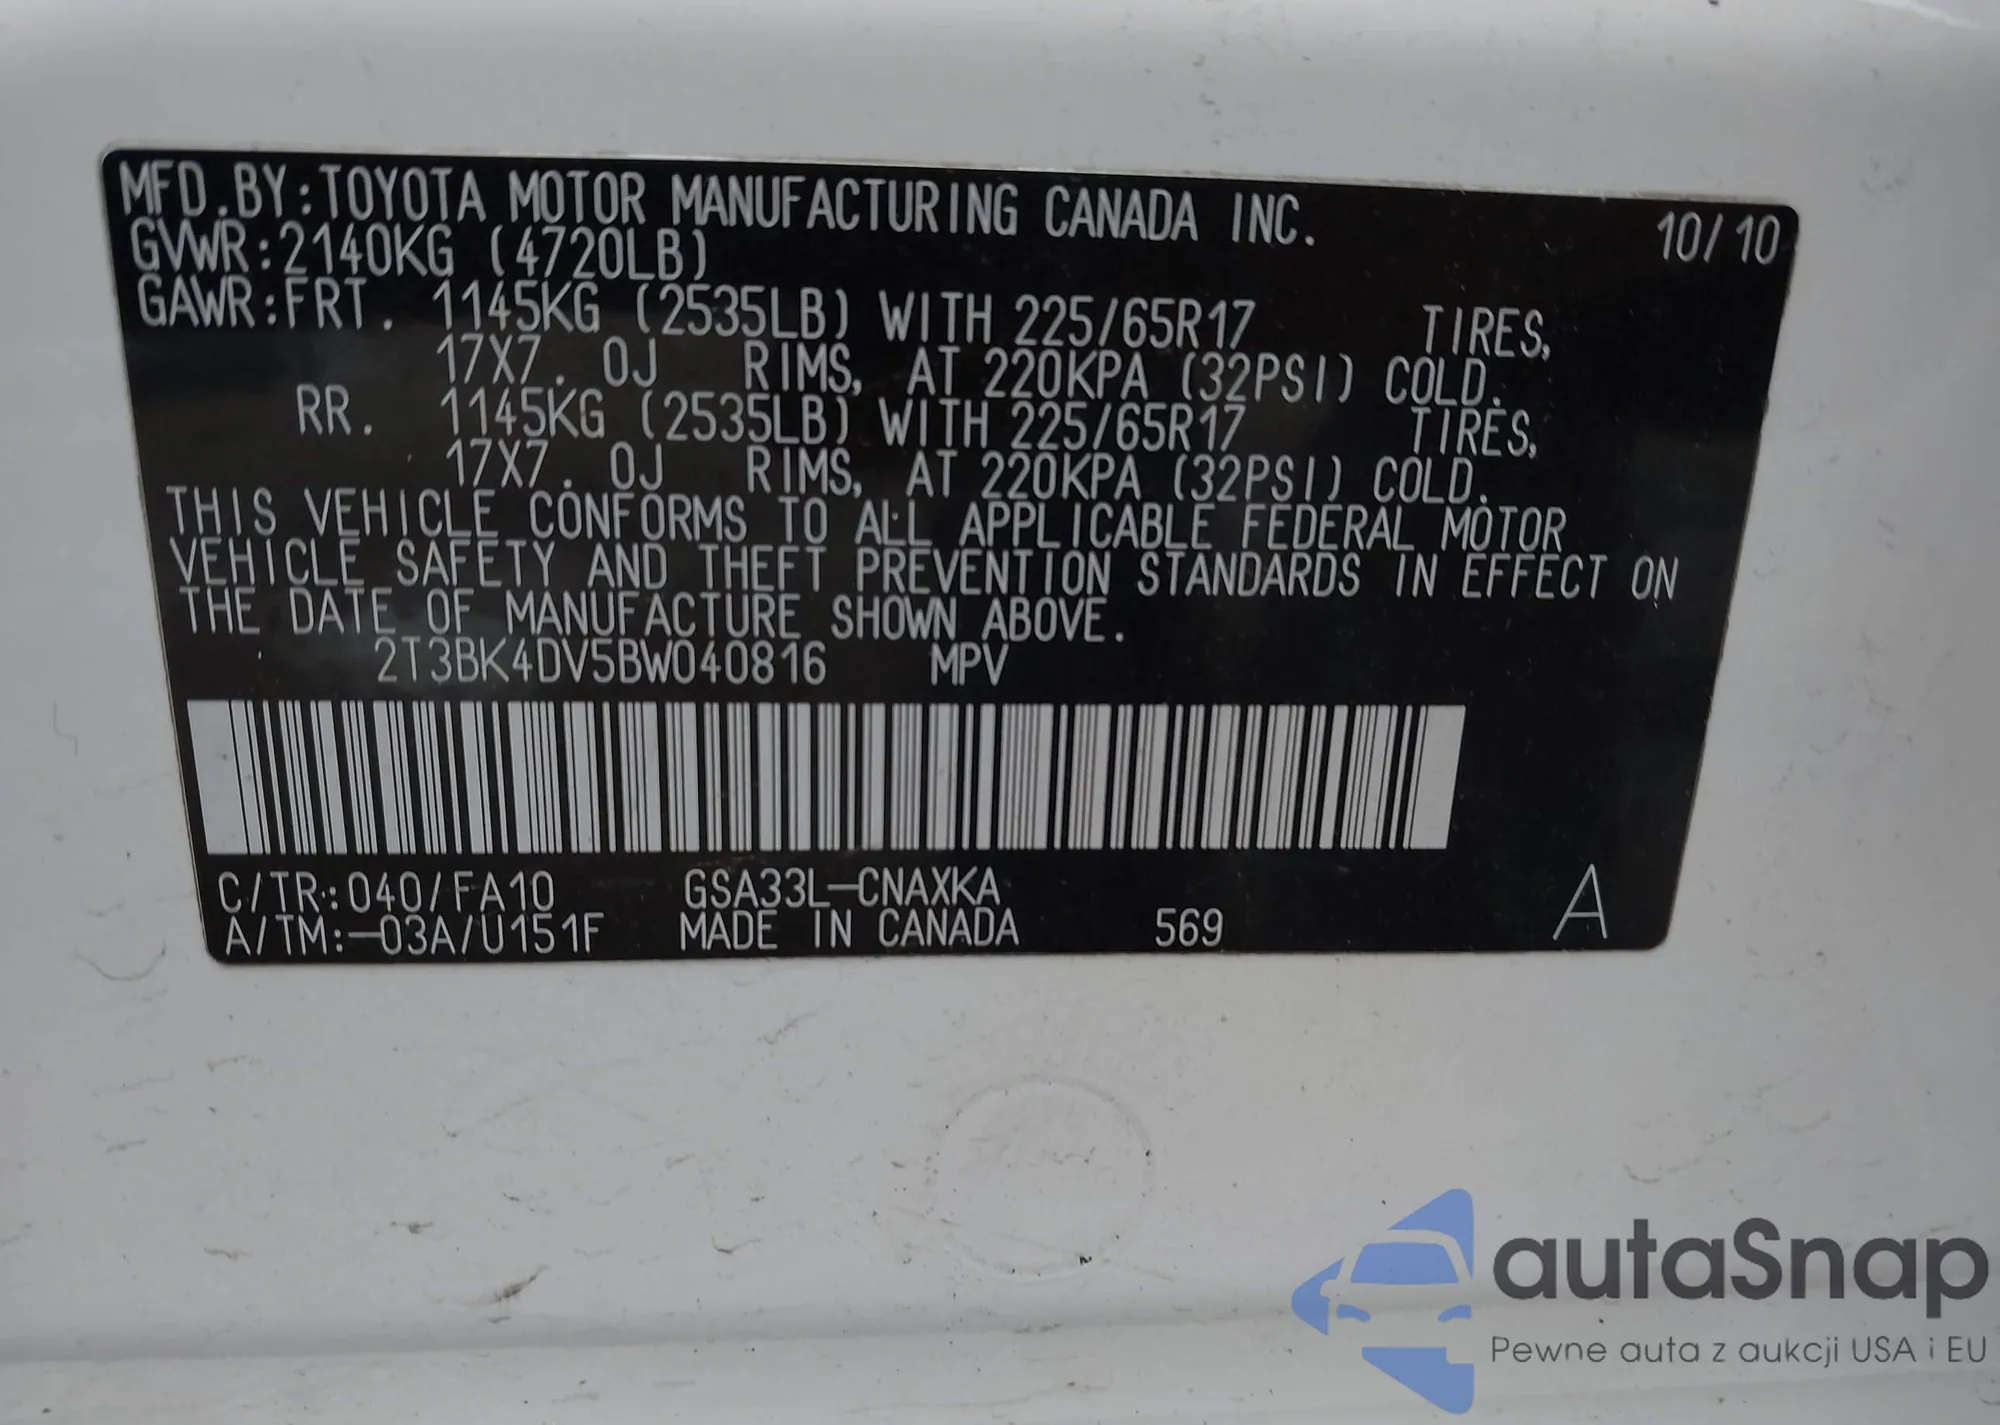 MFD.BY:TOYOTA MOTOR MANUFACTURING CANADA INC. 10/10
GVWR:2140KG (4720LB)
GAWR:FRT. 1145KG (2535LB) WITH 225/65R17 TIRES,
17X7.0J RIMS, AT 220KPA (32PSI) COLD.
RR. 1145KG (2535LB) WITH 225/65R17 TIRES,
17X7.0J RIMS, AT 220KPA (32PSI) COLD.
THIS VEHICLE CONFORMS TO ALL APPLICABLE FEDERAL MOTOR
VEHICLE SAFETY AND THEFT PREVENTION STANDARDS IN EFFECT ON
THE DATE OF MANUFACTURE SHOWN ABOVE.
2T3BK4DV5BW040816 MPV
C/TR:040/FA10 GSA33L-CNAXKA
A/TM:-03A/U151F MADE IN CANADA 569 A
autaSnap
Pewne auta z aukcji USA i EU